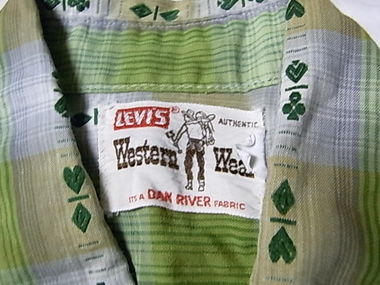 LEVI'S ®
AUTHENTIC
Western Wear
IT'S A DAN RIVER FABRIC